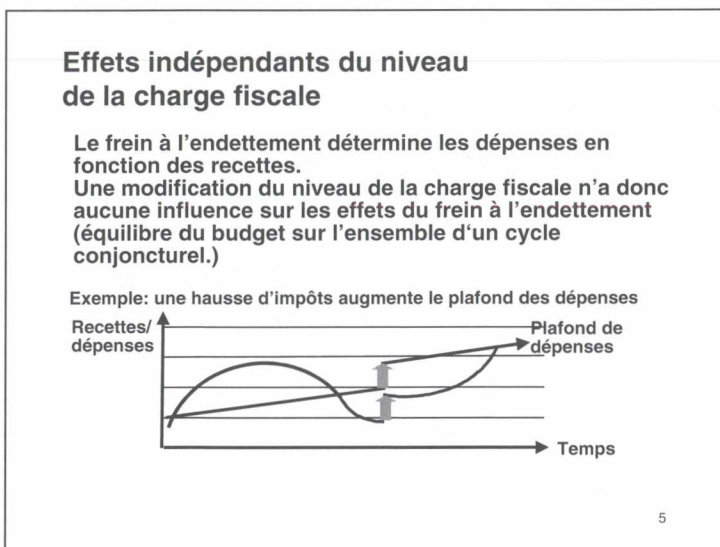 Effets indépendants du niveau
de la charge fiscale
Le frein à l'endettement détermine les dépenses en
fonction des recettes.
Une modification du niveau de la charge fiscale n'a donc
aucune influence sur les effets du frein à l'endettement
(équilibre du budget sur l'ensemble d‘un cycle
conjoncturel.)
Exemple: une hausse d'impôts augmente le plafond des dépenses
Recettes/
dépenses
Plafond de
dépenses
Temps
5